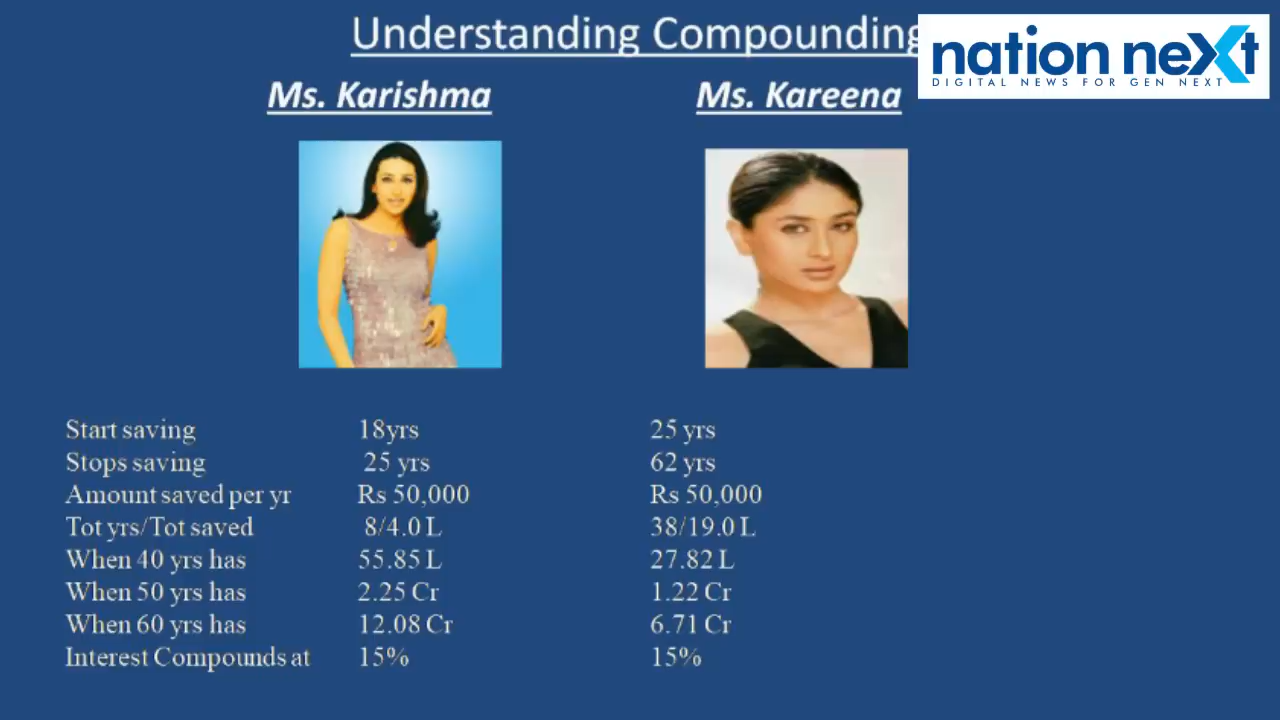 Understanding Compounding
nation next
DIGITAL NEWS FOR GEN NEXT
Ms. Karishma Ms. Kareena
Start saving 18yrs 25 yrs
Stops saving 25 yrs 62 yrs
Amount saved per yr Rs 50,000 Rs 50,000
Tot yrs/Tot saved 8/4.0 L 38/19.0 L
When 40 yrs has 55.85 L 27.82 L
When 50 yrs has 2.25 Cr 1.22 Cr
When 60 yrs has 12.08 Cr 6.71 Cr
Interest Compounds at 15% 15%